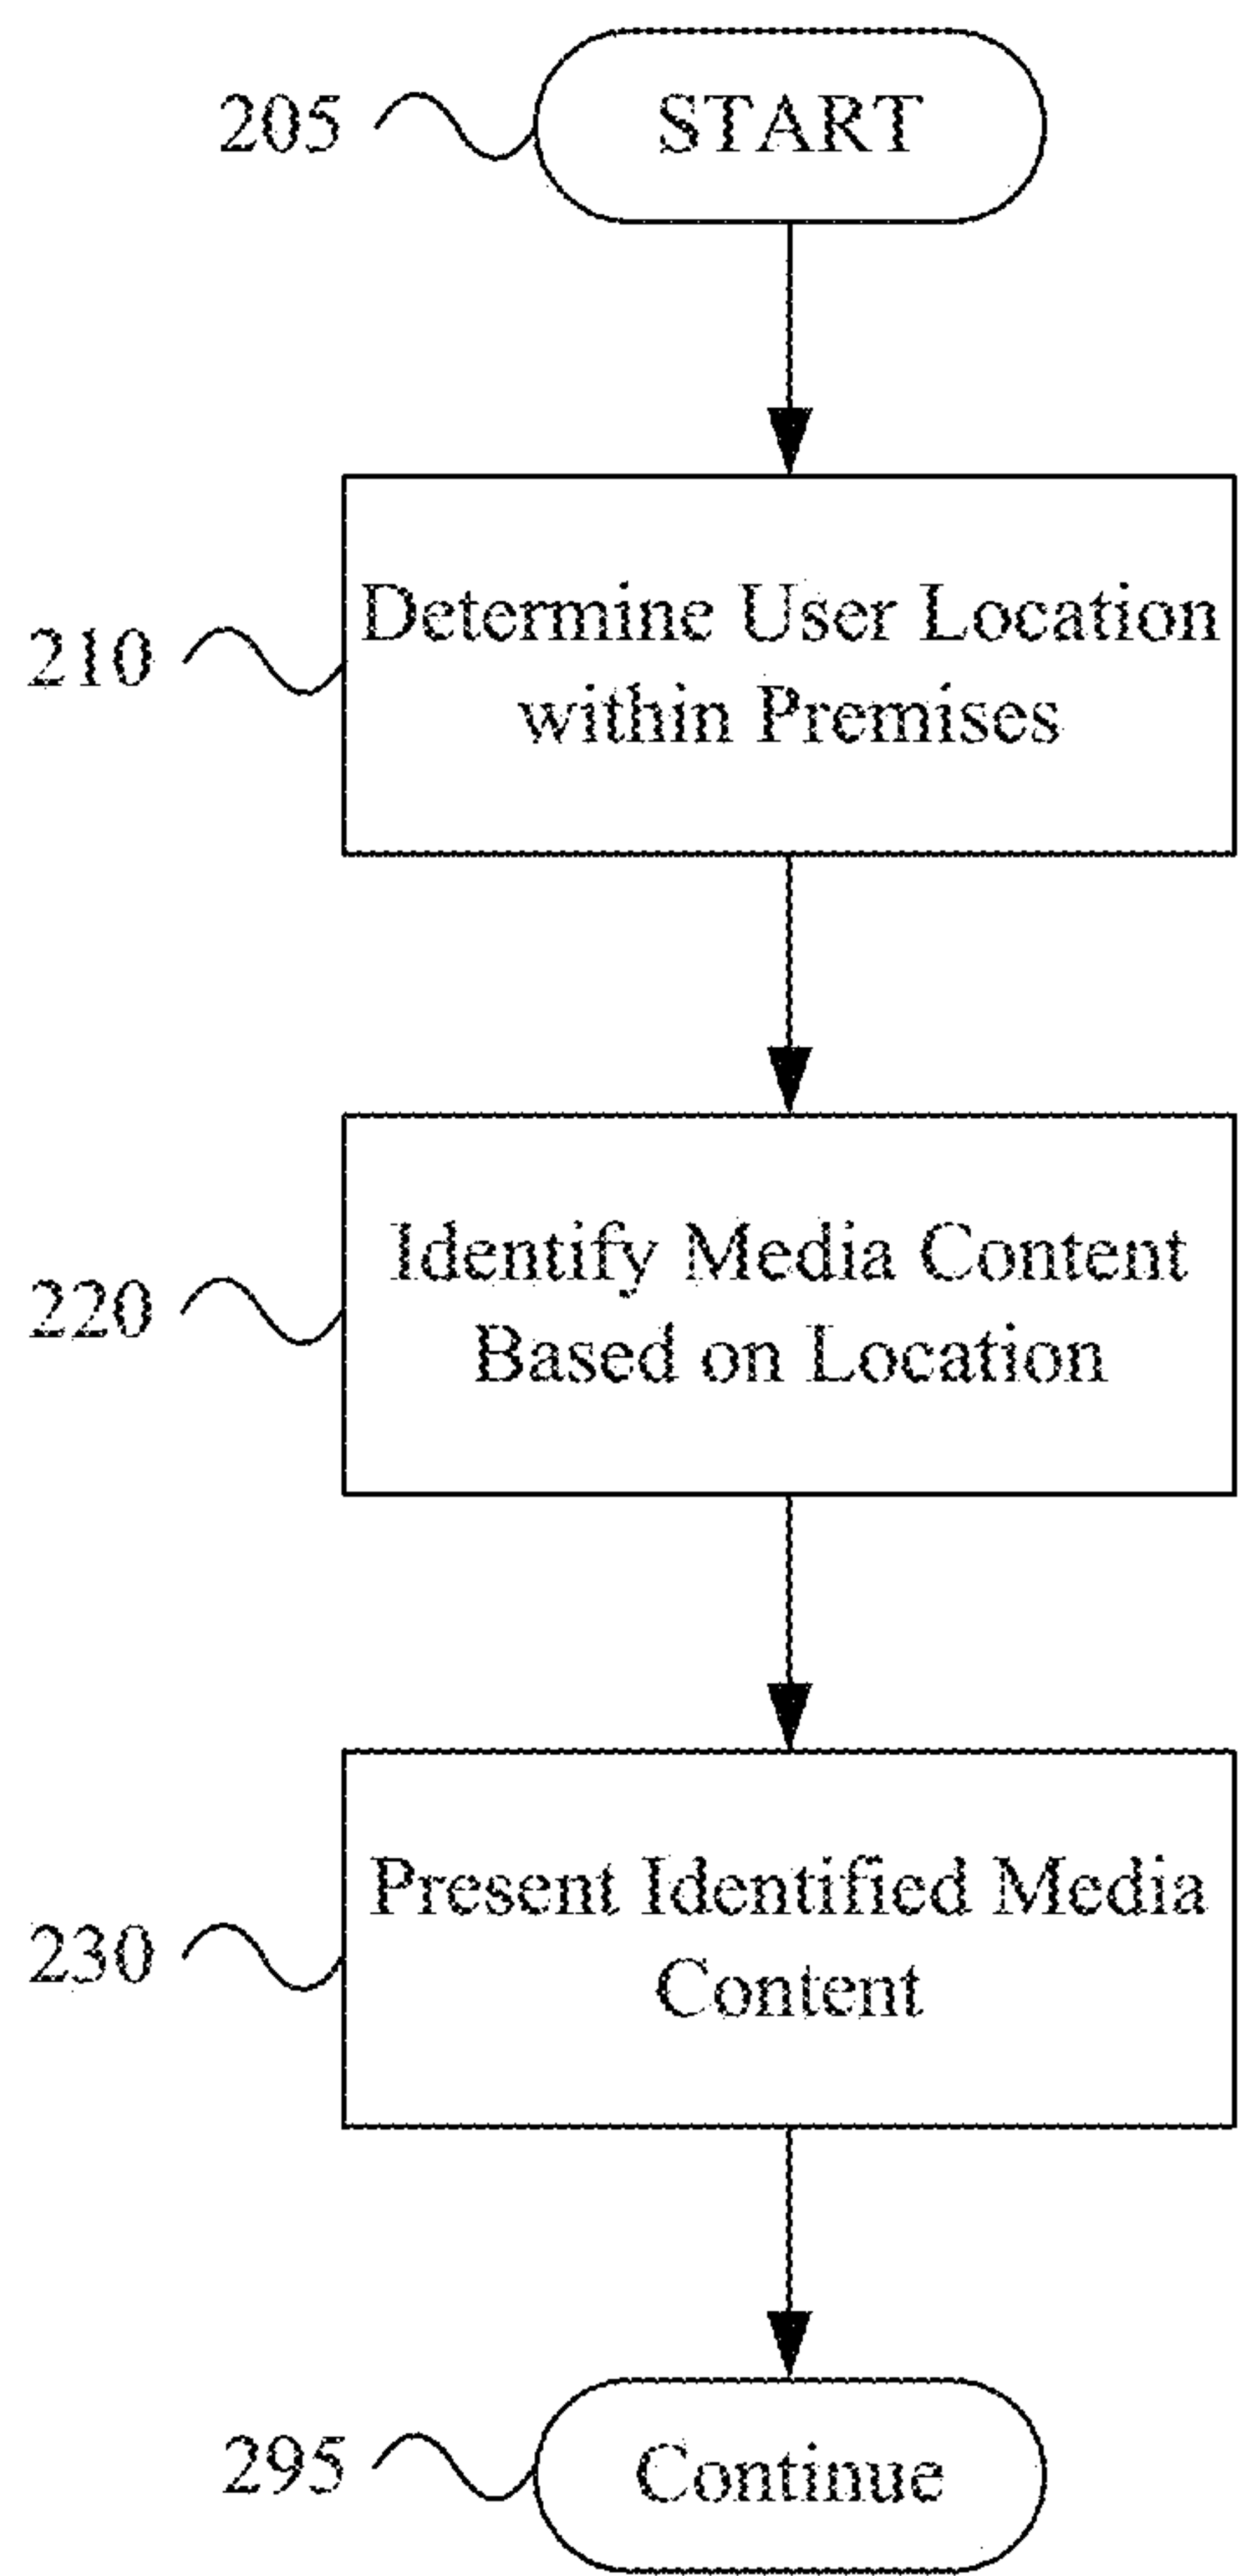 205
START
210
Determine User Location
within Premises
220
Identify Media Content
Based on Location
230
Present Identified Media
Content
295
Continue